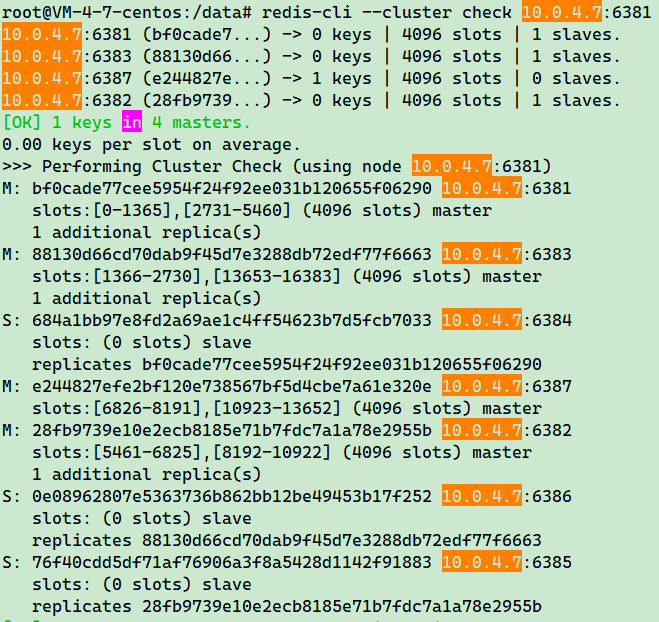 root@VM-4-7-centos:/data# redis-cli --cluster check 10.0.4.7:6381
10.0.4.7:6381 (bf0cade7...) -> 0 keys | 4096 slots | 1 slaves.
10.0.4.7:6383 (88130d66...) -> 0 keys | 4096 slots | 1 slaves.
10.0.4.7:6387 (e244827e...) -> 1 keys | 4096 slots | 0 slaves.
10.0.4.7:6382 (28fb9739...) -> 0 keys | 4096 slots | 1 slaves.
[OK] 1 keys in 4 masters.
0.00 keys per slot on average.
>>> Performing Cluster Check (using node 10.0.4.7:6381)
M: bf0cade77cee5954f24f92ee031b120655f06290 10.0.4.7:6381
slots:[0-1365],[2731-5460] (4096 slots) master
1 additional replica(s)
M: 88130d66cd70dab9f45d7e3288db72edf77f6663 10.0.4.7:6383
slots:[1366-2730],[13653-16383] (4096 slots) master
1 additional replica(s)
S: 684a1bb97e8fd2a69ae1c4ff54623b7d5fcb7033 10.0.4.7:6384
slots: (0 slots) slave
replicates bf0cade77cee5954f24f92ee031b120655f06290
M: e244827efe2bf120e738567bf5d4cbe7a61e320e 10.0.4.7:6387
slots:[6826-8191],[10923-13652] (4096 slots) master
M: 28fb9739e10e2ecb8185e71b7fdc7a1a78e2955b 10.0.4.7:6382
slots:[5461-6825],[8192-10922] (4096 slots) master
1 additional replica(s)
S: 0e08962807e5363736b862bb12be49453b17f252 10.0.4.7:6386
slots: (0 slots) slave
replicates 88130d66cd70dab9f45d7e3288db72edf77f6663
S: 76f40cdd5df71af76906a3f8a5428d1142f91883 10.0.4.7:6385
slots: (0 slots) slave
replicates 28fb9739e10e2ecb8185e71b7fdc7a1a78e2955b